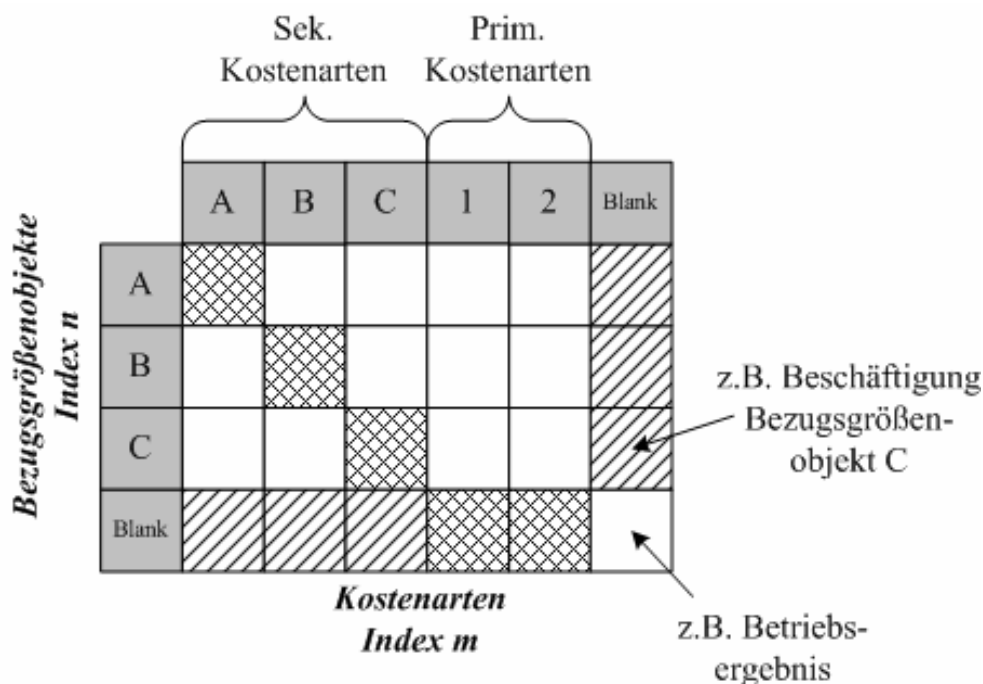 Sek.
Kostenarten
Prim.
Kostenarten
A B C 1 2 Blank
Bezugsgrößenobjekte
Index n
A
B
C
Blank
z.B. Beschäftigung
Bezugsgrößen-
objekt C
Kostenarten
Index m
z.B. Betriebs-
ergebnis